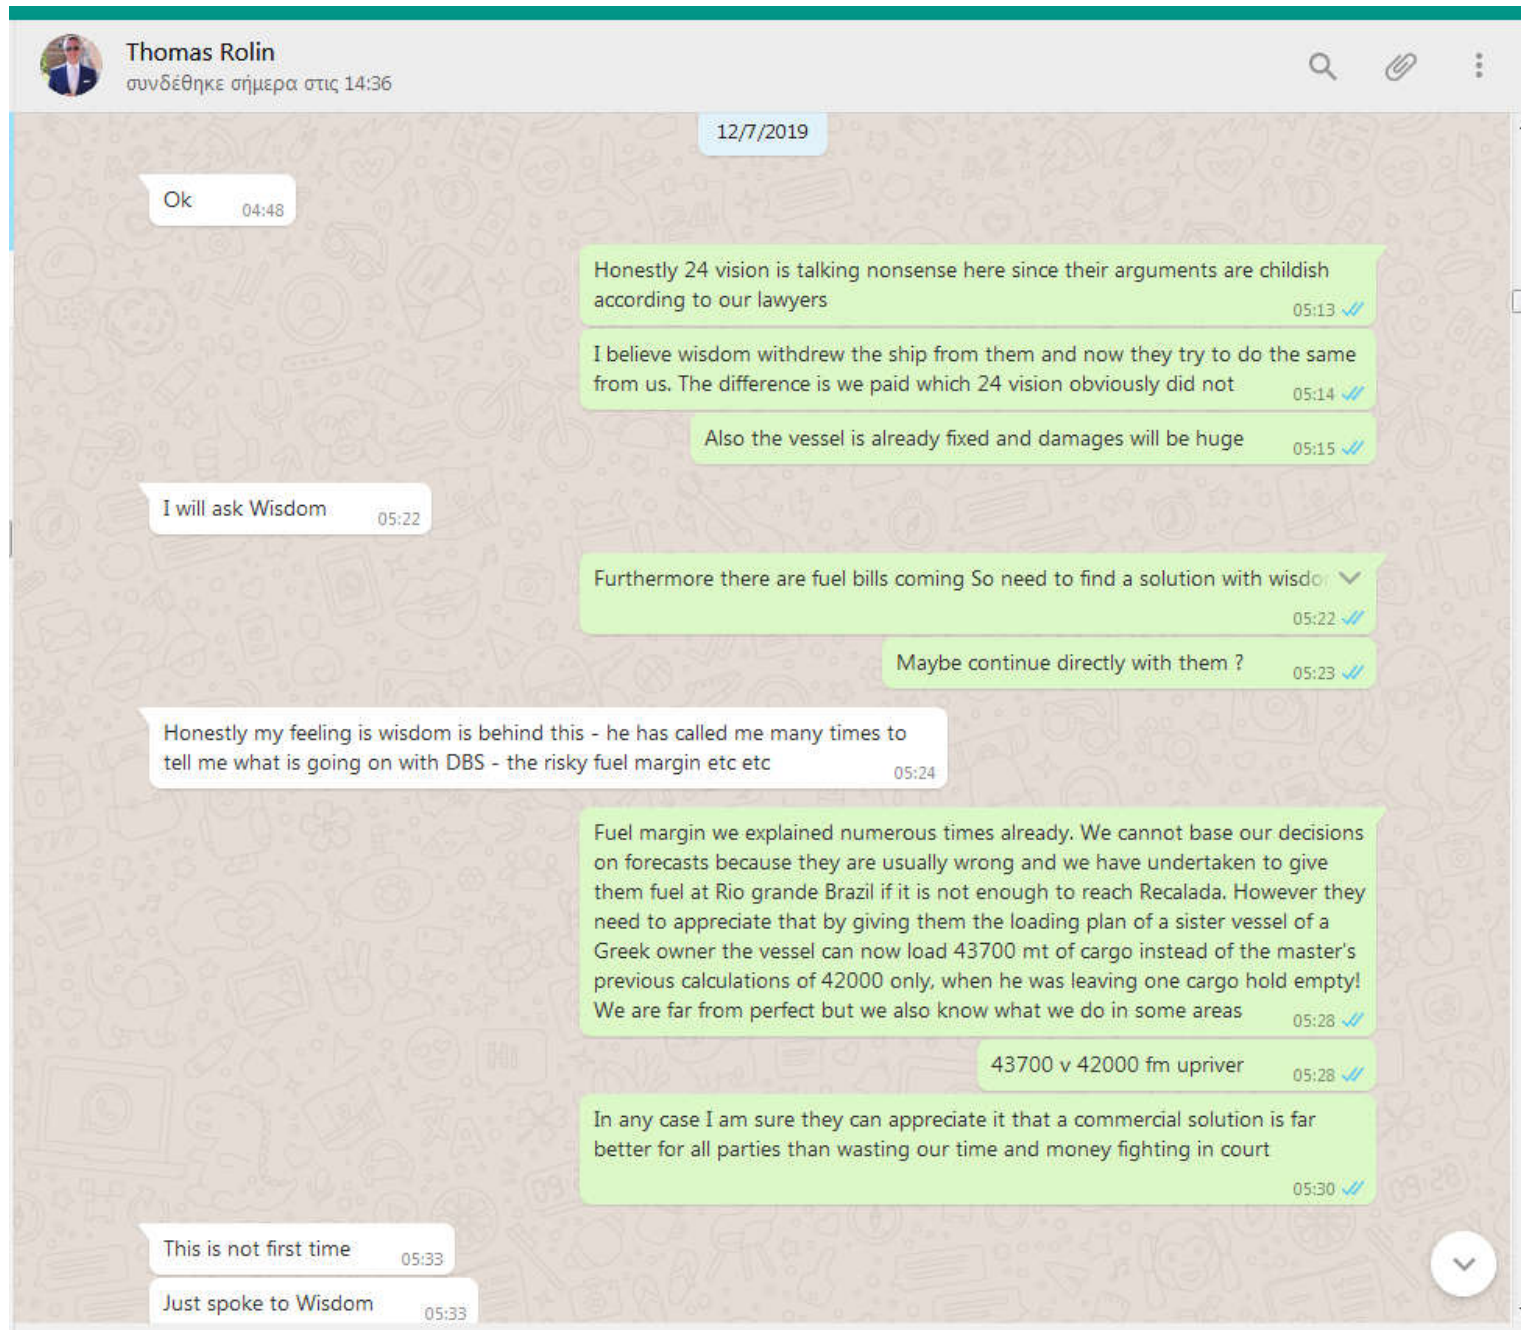 Thomas Rolin
συνδέθηκε σήμερα στις 14:36
12/7/2019
Ok
04:48
Honestly 24 vision is talking nonsense here since their arguments are childish
according to our lawyers
05:13
I believe wisdom withdrew the ship from them and now they try to do the same
from us. The difference is we paid which 24 vision obviously did not
05:14
Also the vessel is already fixed and damages will be huge
05:15
I will ask Wisdom
05:22
Furthermore there are fuel bills coming So need to find a solution with
05:22
Maybe continue directly with them ?
05:23
Honestly my feeling is wisdom is behind this - he has called me many times to
tell me what is going on with DBS - the risky fuel margin etc etc
05:24
Fuel margin we explained numerous times already. We cannot base our decisions
on forecasts because they are usually wrong and we have undertaken to give
them fuel at Rio grande Brazil if it is not enough to reach Recalada. However they
need to appreciate that by giving them the loading plan of a sister vessel of a
Greek owner the vessel can now load 43700 mt of cargo instead of the master's
previous calculations of 42000 only, when he was leaving one cargo hold empty!
We are far from perfect but we also know what we do in some areas
05:28
43700 v 42000 fm upriver
05:28
In any case I am sure they can appreciate it that a commercial solution is far
better for all parties than wasting our time and money fighting in court
05:30
This is not first time
05:33
Just spoke to Wisdom
05:33